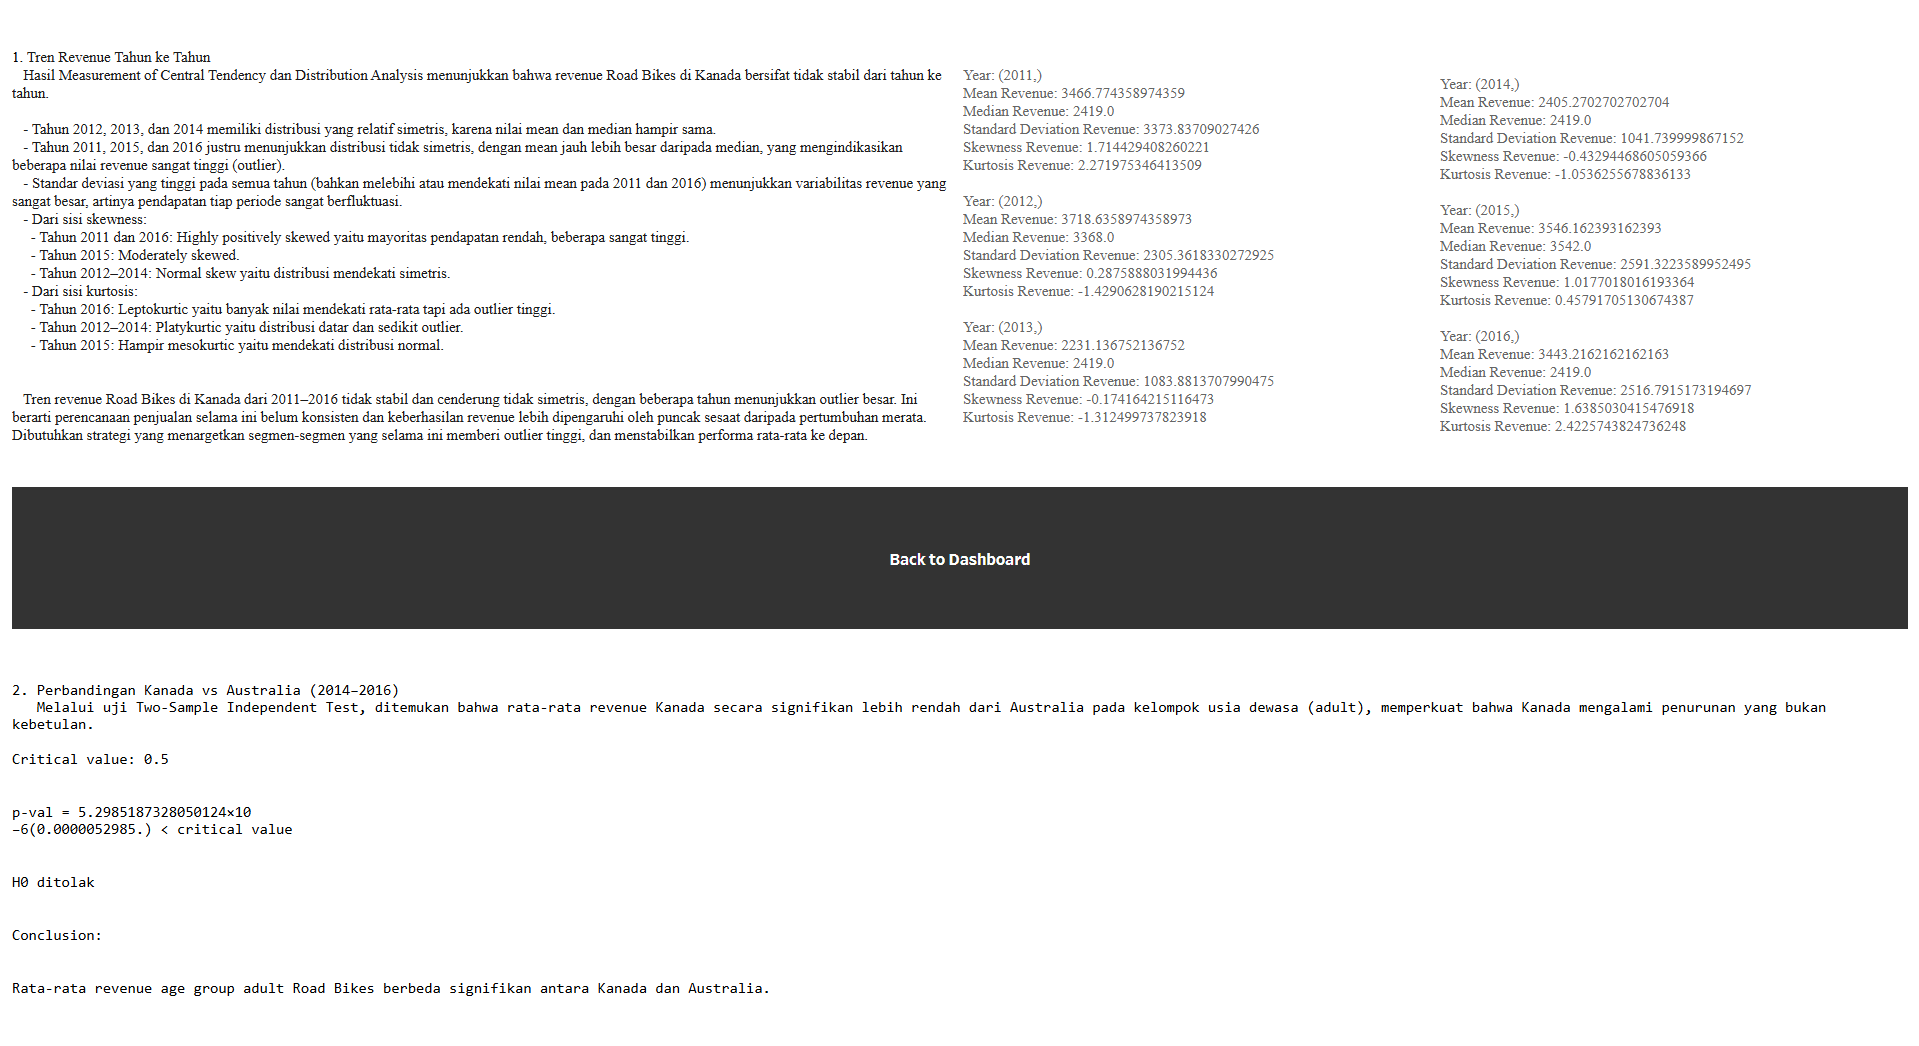 1. Tren Revenue Tahun ke Tahun
Hasil Measurement of Central Tendency dan Distribution Analysis menunjukkan bahwa revenue Road Bikes di Kanada bersifat tidak stabil dari tahun ke
tahun.
- Tahun 2012, 2013, dan 2014 memiliki distribusi yang relatif simetris, karena nilai mean dan median hampir sama.
- Tahun 2011, 2015, dan 2016 justru menunjukkan distribusi tidak simetris, dengan mean jauh lebih besar daripada median, yang mengindikasikan
beberapa nilai revenue sangat tinggi (outlier).
- Standar deviasi yang tinggi pada semua tahun (bahkan melebihi atau mendekati nilai mean pada 2011 dan 2016) menunjukkan variabilitas revenue yang
sangat besar, artinya pendapatan tiap periode sangat berfluktuasi.
- Dari sisi skewness:
- Tahun 2011 dan 2016: Highly positively skewed yaitu mayoritas pendapatan rendah, beberapa sangat tinggi.
- Tahun 2015: Moderately skewed.
- Tahun 2012–2014: Normal skew yaitu distribusi mendekati simetris.
- Dari sisi kurtosis:
- Tahun 2016: Leptokurtic yaitu banyak nilai mendekati rata-rata tapi ada outlier tinggi.
- Tahun 2012–2014: Platykurtic yaitu distribusi datar dan sedikit outlier.
- Tahun 2015: Hampir mesokurtic yaitu mendekati distribusi normal.
Tren revenue Road Bikes di Kanada dari 2011–2016 tidak stabil dan cenderung tidak simetris, dengan beberapa tahun menunjukkan outlier besar. Ini
berarti perencanaan penjualan selama ini belum konsisten dan keberhasilan revenue lebih dipengaruhi oleh puncak sesaat daripada pertumbuhan merata.
Dibutuhkan strategi yang menargetkan segmen-segmen yang selama ini memberi outlier tinggi, dan menstabilkan performa rata-rata ke depan.
Year: (2011,)
Mean Revenue: 3466.774358974359
Median Revenue: 2419.0
Standard Deviation Revenue: 3373.83709027426
Skewness Revenue: 1.714429408260221
Kurtosis Revenue: 2.271975346413509
Year: (2012,)
Mean Revenue: 3718.6358974358973
Median Revenue: 3368.0
Standard Deviation Revenue: 2305.3618330272925
Skewness Revenue: 0.2875888031994436
Kurtosis Revenue: -1.4290628190215124
Year: (2013,)
Mean Revenue: 2231.136752136752
Median Revenue: 2419.0
Standard Deviation Revenue: 1083.8813707990475
Skewness Revenue: -0.174164215116473
Kurtosis Revenue: -1.312499737823918
Year: (2014,)
Mean Revenue: 2405.2702702702704
Median Revenue: 2419.0
Standard Deviation Revenue: 1041.739999867152
Skewness Revenue: -0.43294468605059366
Kurtosis Revenue: -1.0536255678836133
Year: (2015,)
Mean Revenue: 3546.162393162393
Median Revenue: 3542.0
Standard Deviation Revenue: 2591.3223589952495
Skewness Revenue: 1.0177018016193364
Kurtosis Revenue: 0.45791705130674387
Year: (2016,)
Mean Revenue: 3443.2162162162163
Median Revenue: 2419.0
Standard Deviation Revenue: 2516.7915173194697
Skewness Revenue: 1.6385030415476918
Kurtosis Revenue: 2.4225743824736248
Back to Dashboard
2. Perbandingan Kanada vs Australia (2014–2016)
Melalui uji Two-Sample Independent Test, ditemukan bahwa rata-rata revenue Kanada secara signifikan lebih rendah dari Australia pada kelompok usia dewasa (adult), memperkuat bahwa Kanada mengalami penurunan yang bukan
kebetulan.
Critical value: 0.5
p-val = 5.2985187328050124×10
−6(0.0000052985.) < critical value
H0 ditolak
Conclusion:
Rata-rata revenue age group adult Road Bikes berbeda signifikan antara Kanada dan Australia.